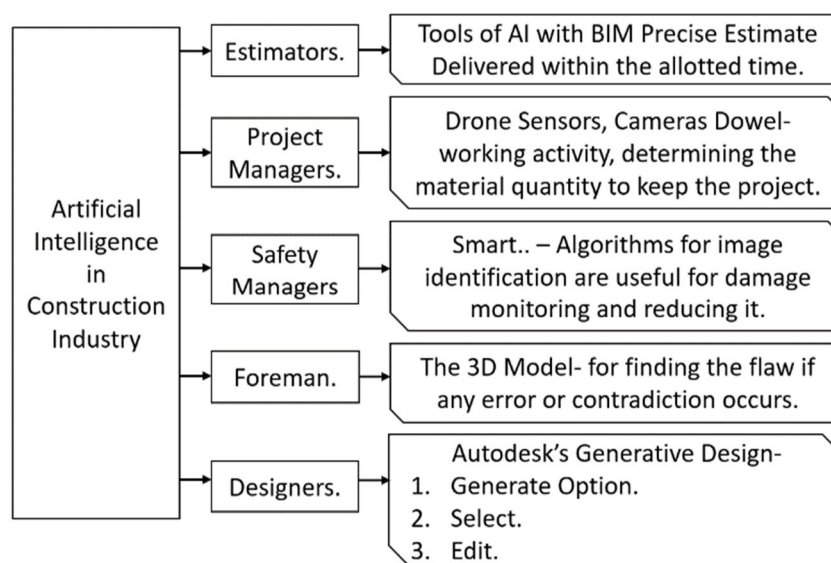 Artificial
Intelligence
in
Construction
Industry
Estimators.
Tools of AI with BIM Precise Estimate
Delivered within the allotted time.
Project
Managers.
Drone Sensors, Cameras Dowel-
working activity, determining the
material quantity to keep the project.
Safety
Managers
Smart.. – Algorithms for image
identification are useful for damage
monitoring and reducing it.
Foreman.
The 3D Model- for finding the flaw if
any error or contradiction occurs.
Designers.
Autodesk’s Generative Design-
1. Generate Option.
2. Select.
3. Edit.